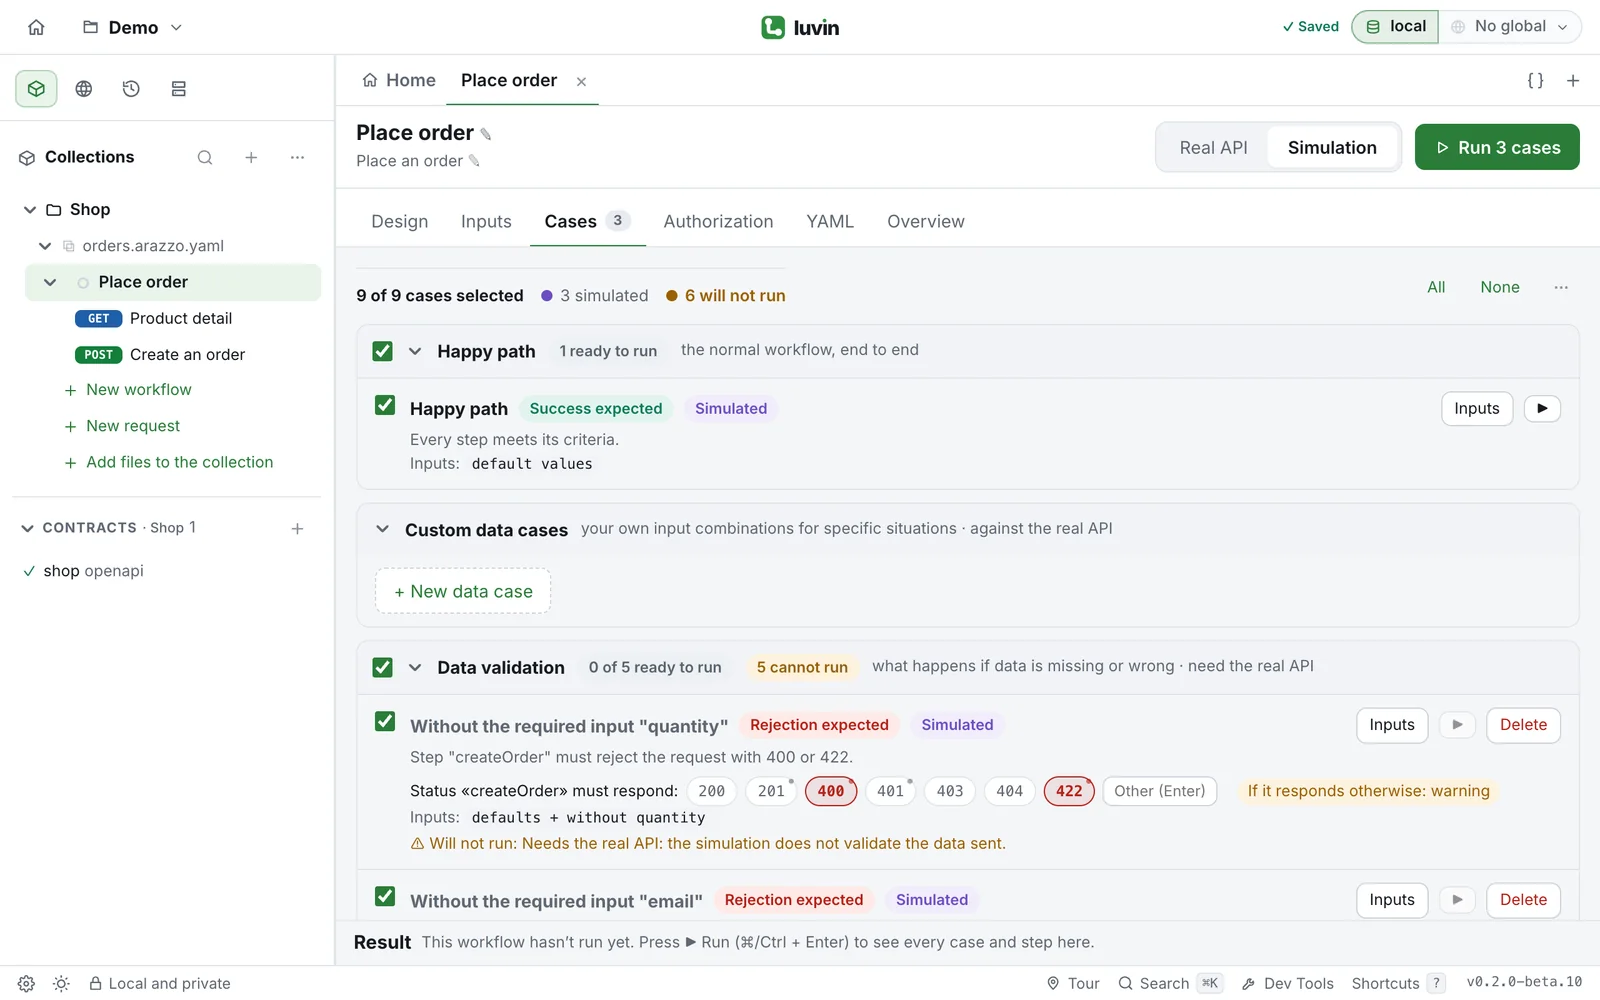 Demo
luvin
Saved
local
No global
Home
Place order
{}
Collections
Shop
orders.arazzo.yaml
Place order
GET Product detail
POST Create an order
+ New workflow
+ New request
+ Add files to the collection
CONTRACTS · Shop 1
shop openapi
Place order
Place an order
Real API
Simulation
Run 3 cases
Design
Inputs
Cases 3
Authorization
YAML
Overview
9 of 9 cases selected
3 simulated
6 will not run
All
None
Happy path
1 ready to run
the normal workflow, end to end
Happy path
Success expected
Simulated
Inputs
Every step meets its criteria.
Inputs: default values
Custom data cases
your own input combinations for specific situations · against the real API
+ New data case
Data validation
0 of 5 ready to run
5 cannot run
what happens if data is missing or wrong · need the real API
Without the required input "quantity"
Rejection expected
Simulated
Inputs
Delete
Step "createOrder" must reject the request with 400 or 422.
Status «createOrder» must respond: 200 201 400 401 403 404 422 Other (Enter) If it responds otherwise: warning
Inputs: defaults + without quantity
⚠ Will not run: Needs the real API: the simulation does not validate the data sent.
Without the required input "email"
Rejection expected
Simulated
Inputs
Delete
Result This workflow hasn’t run yet. Press ▶ Run (⌘/Ctrl + Enter) to see every case and step here.
Local and private
Tour
Search ⌘K
Dev Tools
Shortcuts ?
v0.2.0-beta.10